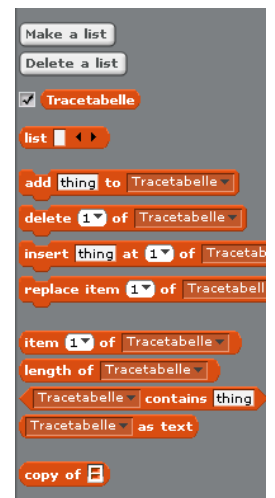 Make a list
Delete a list
Tracetabelle
list
add thing to Tracetabelle
delete 1 of Tracetabelle
insert thing at 1 of Tracetab
replace item 1 of Tracetabell
item 1 of Tracetabelle
length of Tracetabelle
Tracetabelle contains thing
Tracetabelle as text
copy of